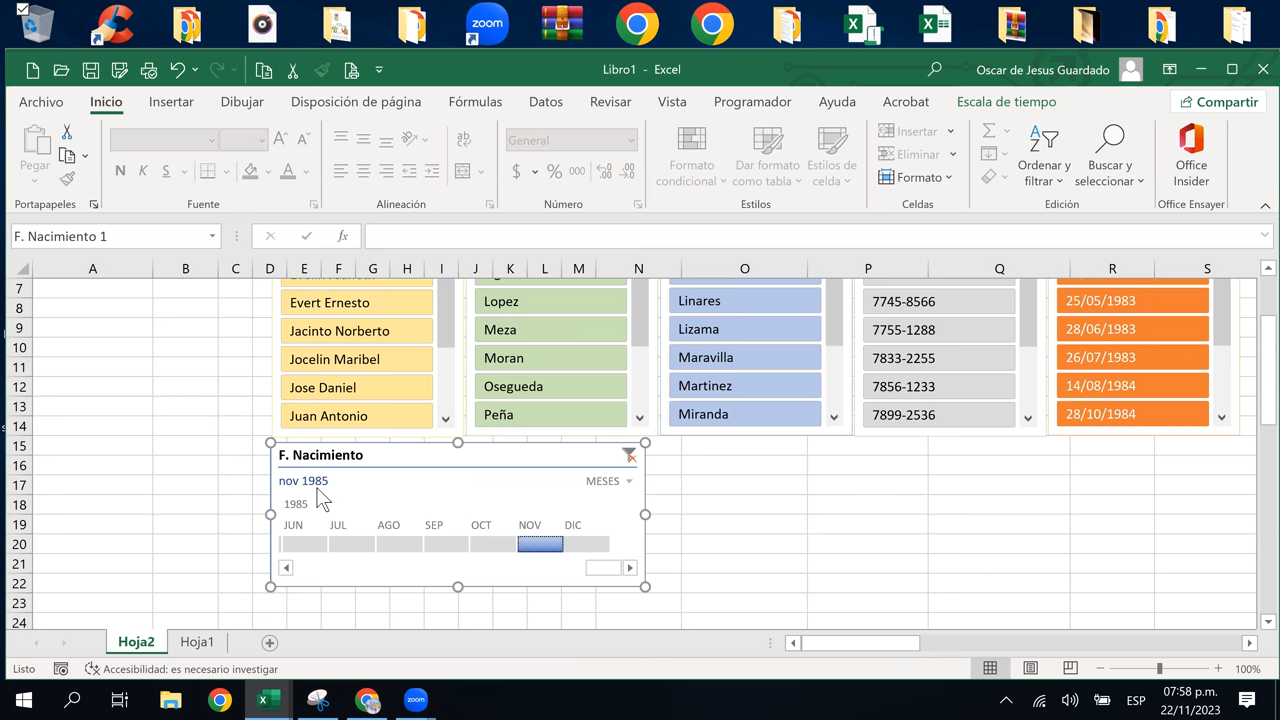 zoom
Libro1 - Excel
Oscar de Jesus Guardado
Archivo Inicio Insertar Dibujar Disposición de página Fórmulas Datos Revisar Vista Programador Ayuda Acrobat Escala de tiempo Compartir
Pegar
N K S
ab
General
$ % 000
Formato condicional
Dar formato como tabla
Estilos de celda
Insertar
Eliminar
Formato
Ordenar y filtrar
Buscar y seleccionar
Office Insider
Portapapeles Fuente Alineación Número Estilos Celdas Edición Office Ensayer
F. Nacimiento 1
fx
A B C D E F G H I J K L M N O P Q R S
7
8 Evert Ernesto Lopez Linares 7745-8566 25/05/1983
9 Jacinto Norberto Meza Lizama 7755-1288 28/06/1983
10
11 Jocelin Maribel Moran Maravilla 7833-2255 26/07/1983
12 Jose Daniel Osegueda Martinez 7856-1233 14/08/1984
13 Juan Antonio Peña Miranda 7899-2536 28/10/1984
14
15 F. Nacimiento
16
17 nov 1985 MESES
18 1985
19 JUN JUL AGO SEP OCT NOV DIC
20
21
22
23
24
Hoja2 Hoja1
Listo Accesibilidad: es necesario investigar 100%
zoom
ESP
07:58 p.m.
22/11/2023